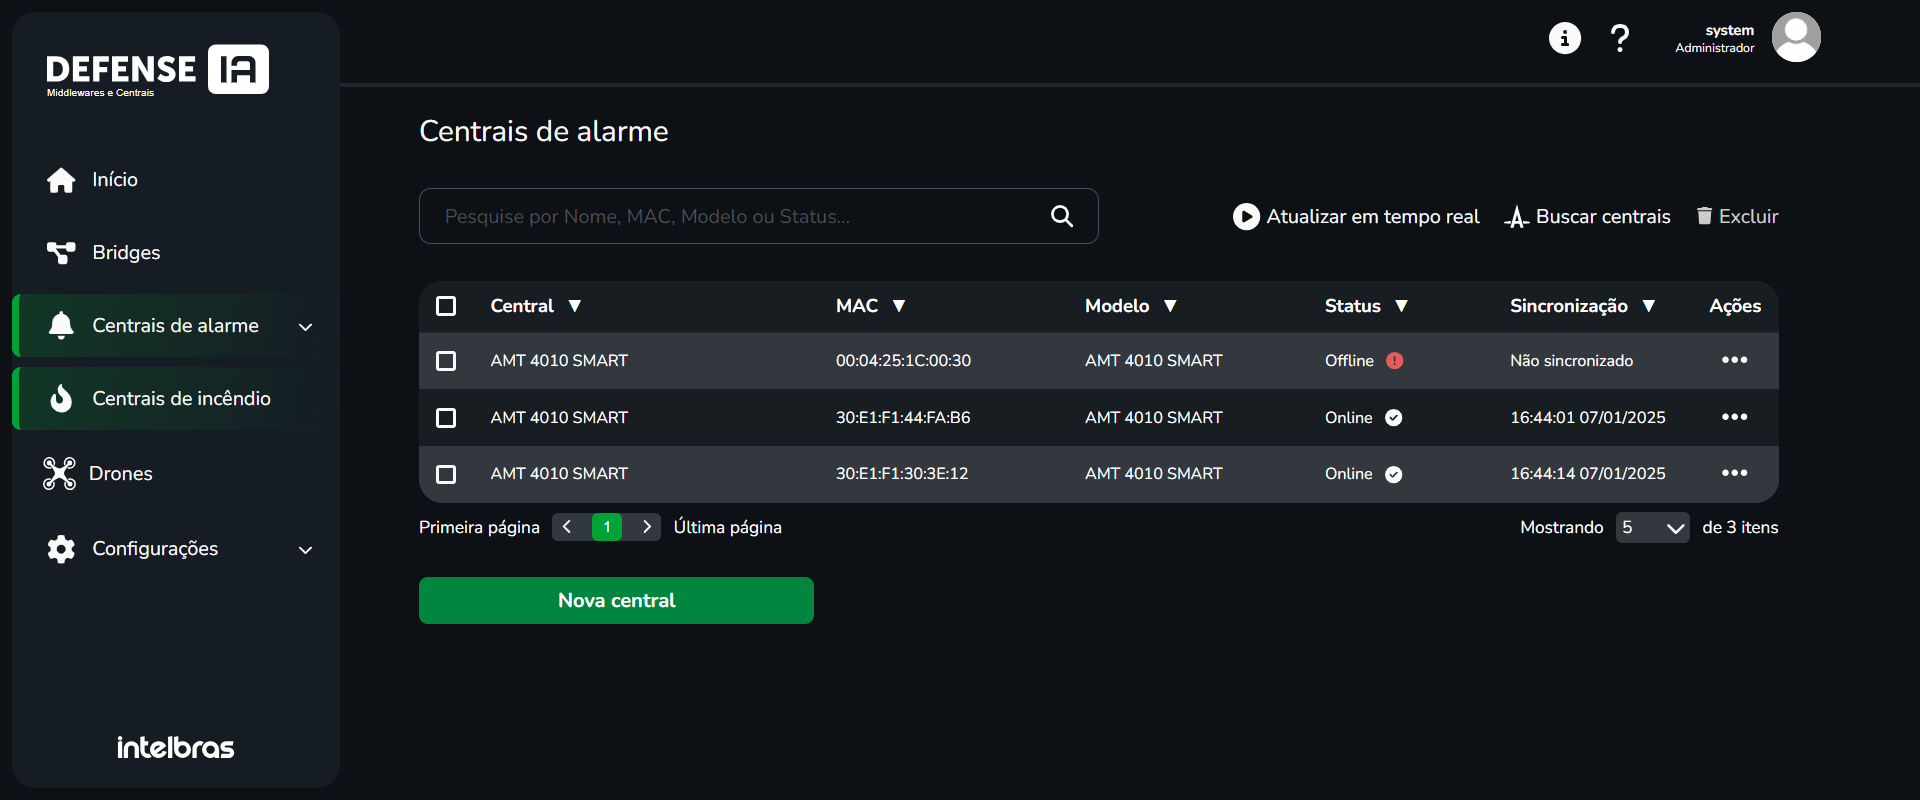 DEFENSE IA
Middlewares e Centrais
Início
Bridges
Centrais de alarme
Centrais de incêndio
Drones
Configurações
intelbras
system
Administrador
Centrais de alarme
Pesquise por Nome, MAC, Modelo ou Status...
Atualizar em tempo real Buscar centrais Excluir
Central MAC Modelo Status Sincronização Ações
AMT 4010 SMART 00:04:25:1C:00:30 AMT 4010 SMART Offline Não sincronizado
AMT 4010 SMART 30:E1:F1:44:FA:B6 AMT 4010 SMART Online 16:44:01 07/01/2025
AMT 4010 SMART 30:E1:F1:30:3E:12 AMT 4010 SMART Online 16:44:14 07/01/2025
Primeira página 1 Última página Mostrando 5 de 3 itens
Nova central